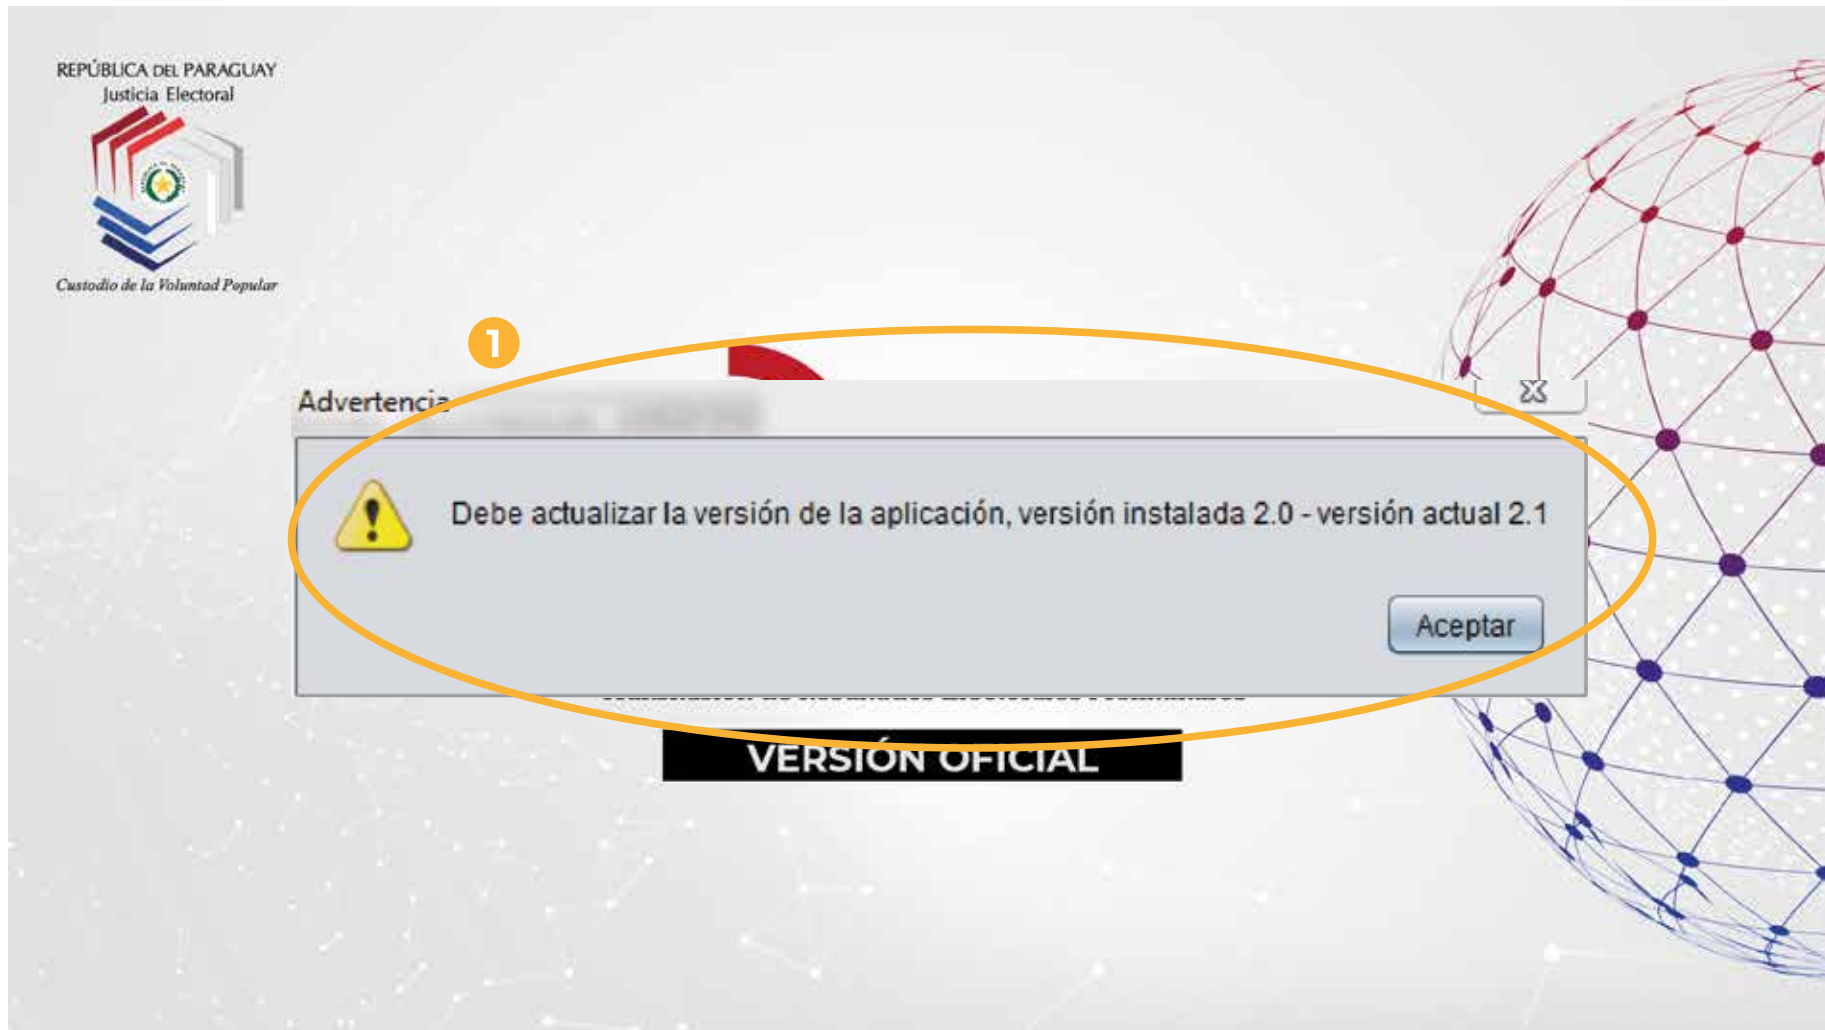 REPÚBLICA DEL PARAGUAY
Justicia Electoral
Custodio de la Voluntad Popular
1
Advertencia
Debe actualizar la versión de la aplicación, versión instalada 2.0 - versión actual 2.1
Aceptar
VERSIÓN OFICIAL